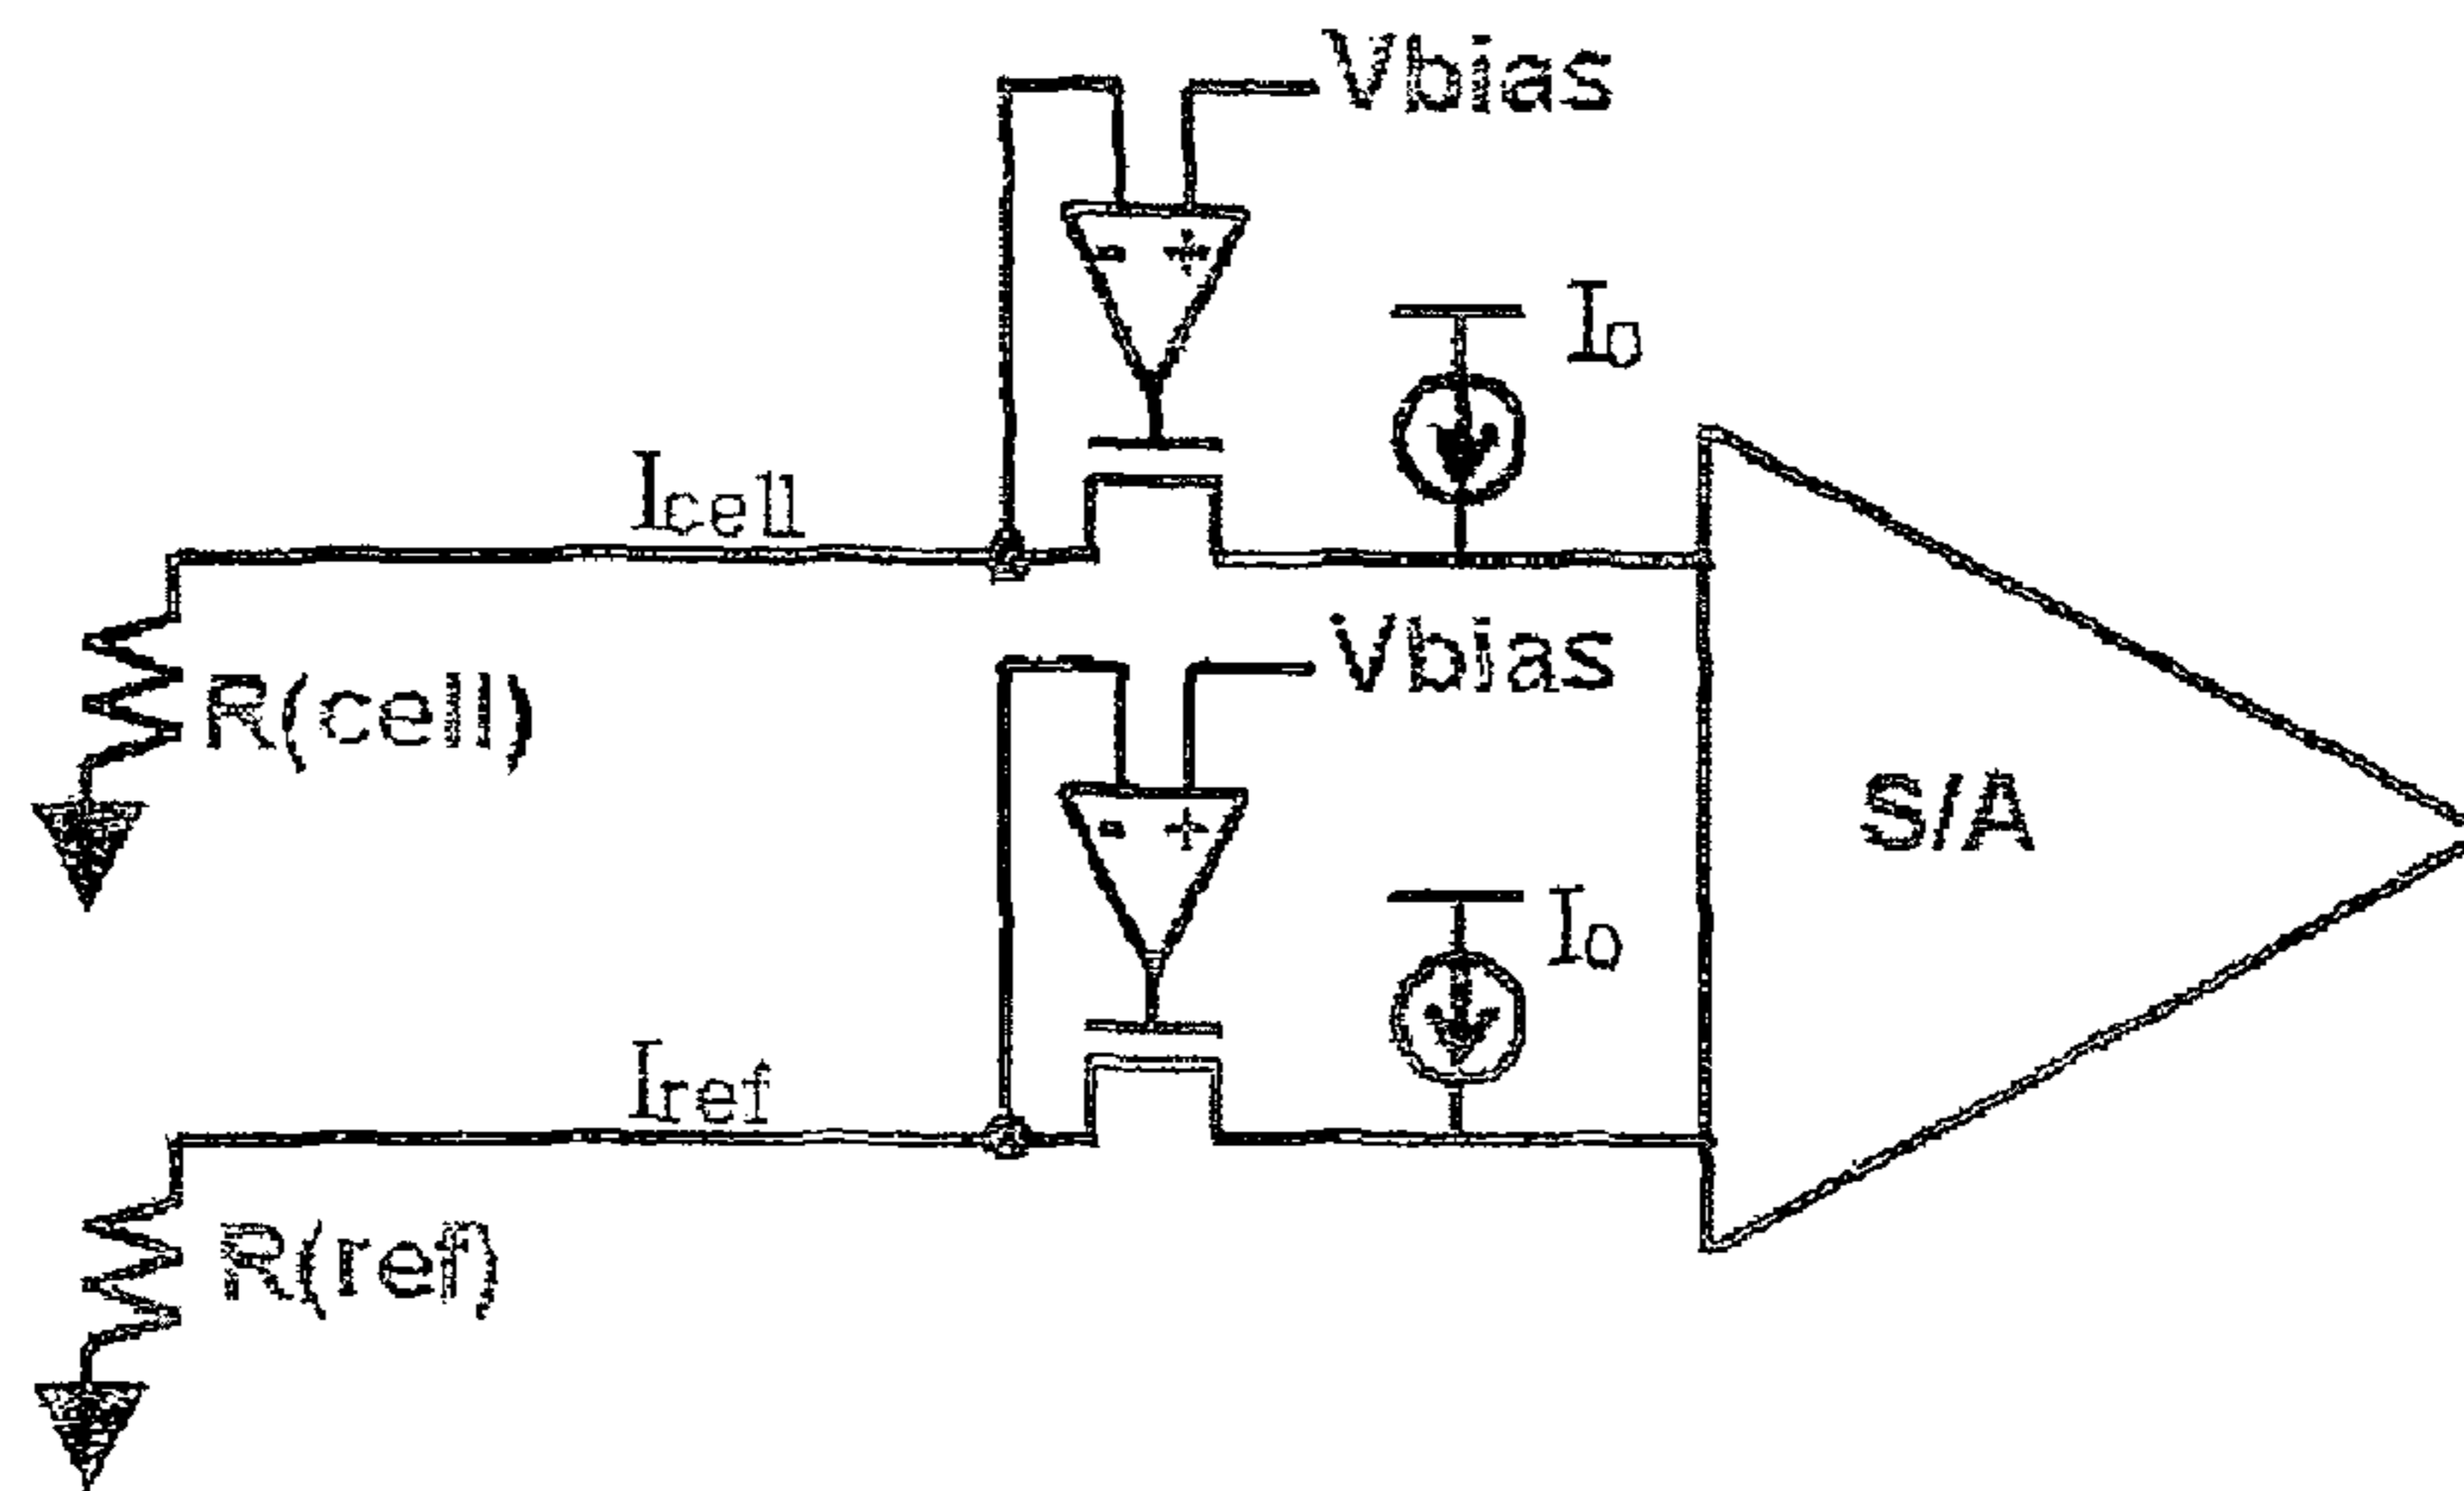 Vbias
- +
I0
Icell
Vbias
R(cell)
S/A
- +
I0
Iref
R(ref)